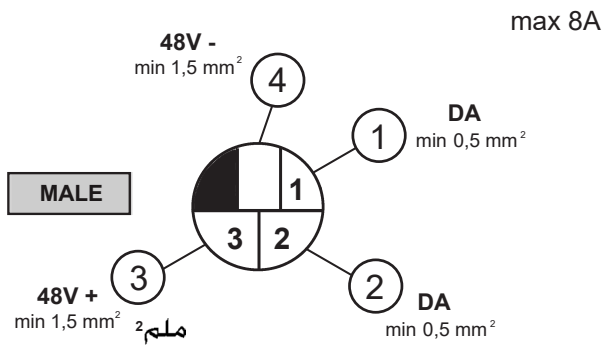 max 8A
48V -
min 1,5 mm²
4
DA
min 0,5 mm²
1
1
MALE
3 2
3
2
48V +
min 1,5 mm² ملم²
DA
min 0,5 mm²